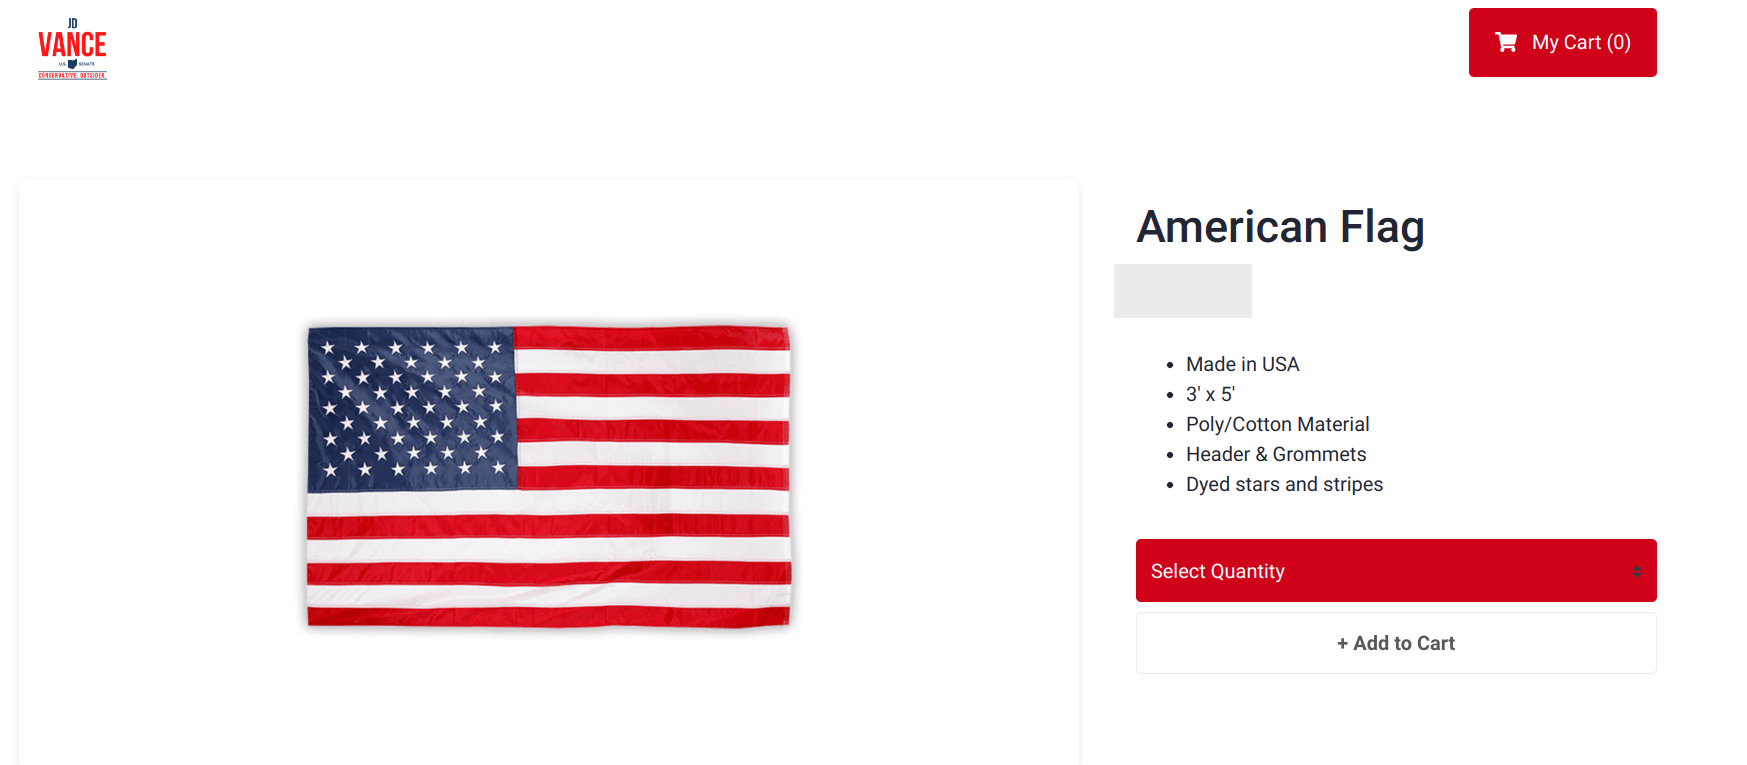 JD
VANCE
U.S. SENATE
CONSERVATIVE. OUTSIDER.
My Cart (0)
American Flag
Made in USA
3' x 5'
Poly/Cotton Material
Header & Grommets
Dyed stars and stripes
Select Quantity
+ Add to Cart